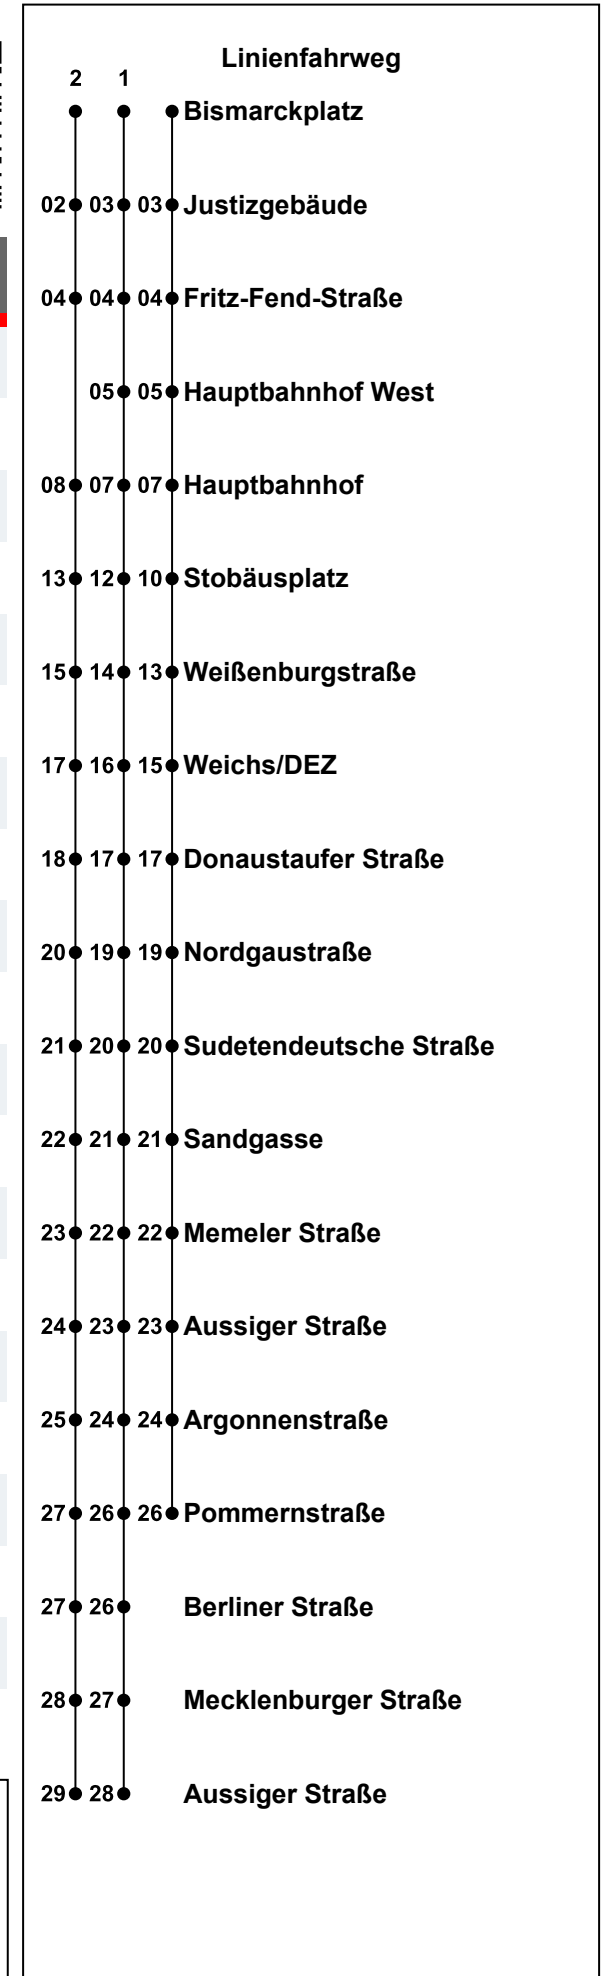 Linienfahrweg
2 1
Bismarckplatz
02 03 03 Justizgebäude
04 04 04 Fritz-Fend-Straße
05 05 Hauptbahnhof West
08 07 07 Hauptbahnhof
13 12 10 Stobäusplatz
15 14 13 Weißenburgstraße
17 16 15 Weichs/DEZ
18 17 17 Donaustaufer Straße
20 19 19 Nordgaustraße
21 20 20 Sudetendeutsche Straße
22 21 21 Sandgasse
23 22 22 Memeler Straße
24 23 23 Aussiger Straße
25 24 24 Argonnenstraße
27 26 26 Pommernstraße
27 26 Berliner Straße
28 27 Mecklenburger Straße
29 28 Aussiger Straße